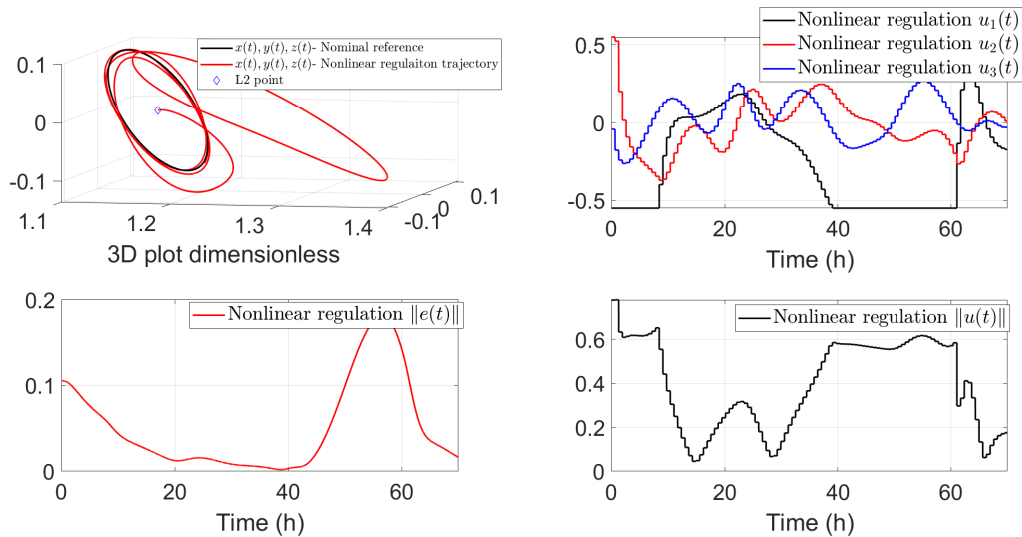 x(t), y(t), z(t)- Nominal reference
x(t), y(t), z(t)- Nonlinear regulaiton trajectory
L2 point
0.1
0
-0.1
1.1
1.2
1.3
1.4
-0.1
0
0.1
3D plot dimensionless
Nonlinear regulation u₁(t)
Nonlinear regulation u₂(t)
Nonlinear regulation u₃(t)
0.5
0
-0.5
0 20 40 60
Time (h)
Nonlinear regulation ‖e(t)‖
0.2
0.1
0
0 20 40 60
Time (h)
Nonlinear regulation ‖u(t)‖
0.6
0.4
0.2
0
0 20 40 60
Time (h)